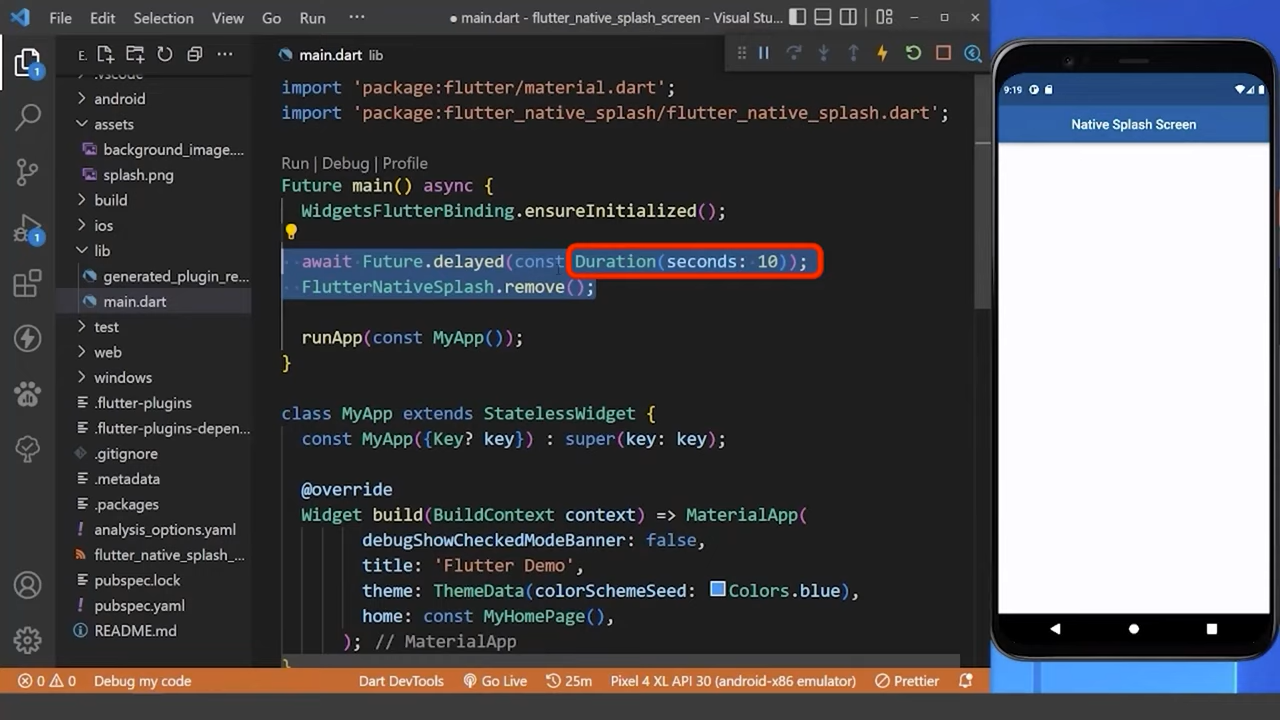 File Edit Selection View Go Run ··· ● main.dart - flutter_native_splash_screen - Visual Stu...
E. ···
main.dart lib
.vscode
android
assets
background_image....
splash.png
build
ios
lib
generated_plugin_re...
main.dart
test
web
windows
.flutter-plugins
.flutter-plugins-depen...
.gitignore
.metadata
.packages
analysis_options.yaml
flutter_native_splash_...
pubspec.lock
pubspec.yaml
README.md
1
1
import 'package:flutter/material.dart';
import 'package:flutter_native_splash/flutter_native_splash.dart';
Run | Debug | Profile
Future main() async {
WidgetsFlutterBinding.ensureInitialized();
await Future.delayed(const Duration(seconds: 10));
FlutterNativeSplash.remove();
runApp(const MyApp());
}
class MyApp extends StatelessWidget {
const MyApp({Key? key}) : super(key: key);
@override
Widget build(BuildContext context) => MaterialApp(
debugShowCheckedModeBanner: false,
title: 'Flutter Demo',
theme: ThemeData(colorSchemeSeed: Colors.blue),
home: const MyHomePage(),
); // MaterialApp
}
0 0 Debug my code Dart DevTools Go Live 25m Pixel 4 XL API 30 (android-x86 emulator) Prettier
9:19
Native Splash Screen